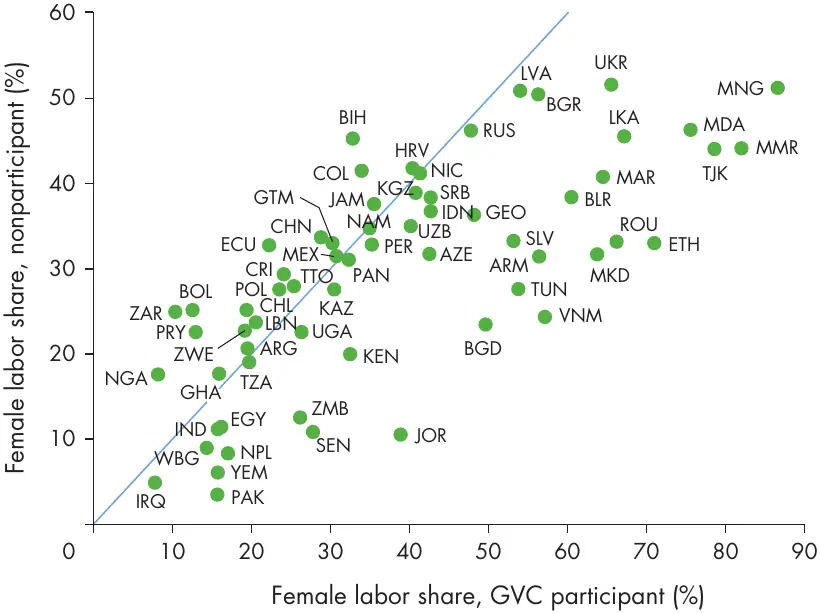 Female labor share, nonparticipant (%)
60
50
40
30
20
10
0
10
20
30
40
50
60
70
80
90
Female labor share, GVC participant (%)
LVA
UKR
MNG
BGR
BIH
RUS
LKA
MDA
MMR
TJK
HRV
COL
NIC
KGZ
MAR
JAM
SRB
BLR
GTM
IDN
GEO
NAM
CHN
UZB
ROU
ECU
PER
SLV
ETH
MEX
AZE
CRI
TTO
PAN
ARM
MKD
BOL
POL
TUN
ZAR
CHL
KAZ
PRY
LBN
UGA
VNM
ZWE
ARG
BGD
KEN
NGA
TZA
GHA
ZMB
IND
EGY
SEN
JOR
WBG
NPL
YEM
IRQ
PAK